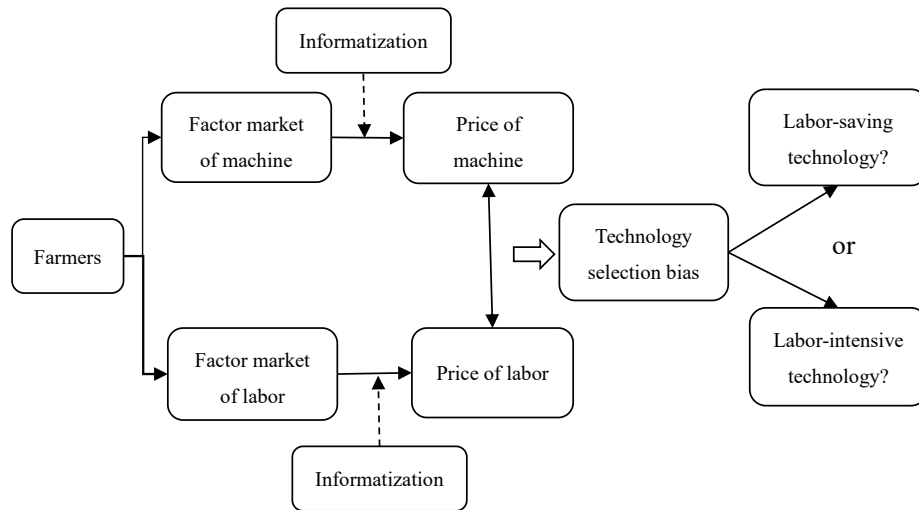 Informatization
Factor market
of machine
Price of
machine
Labor-saving
technology?
Farmers
Technology
selection bias
or
Factor market
of labor
Price of labor
Labor-intensive
technology?
Informatization